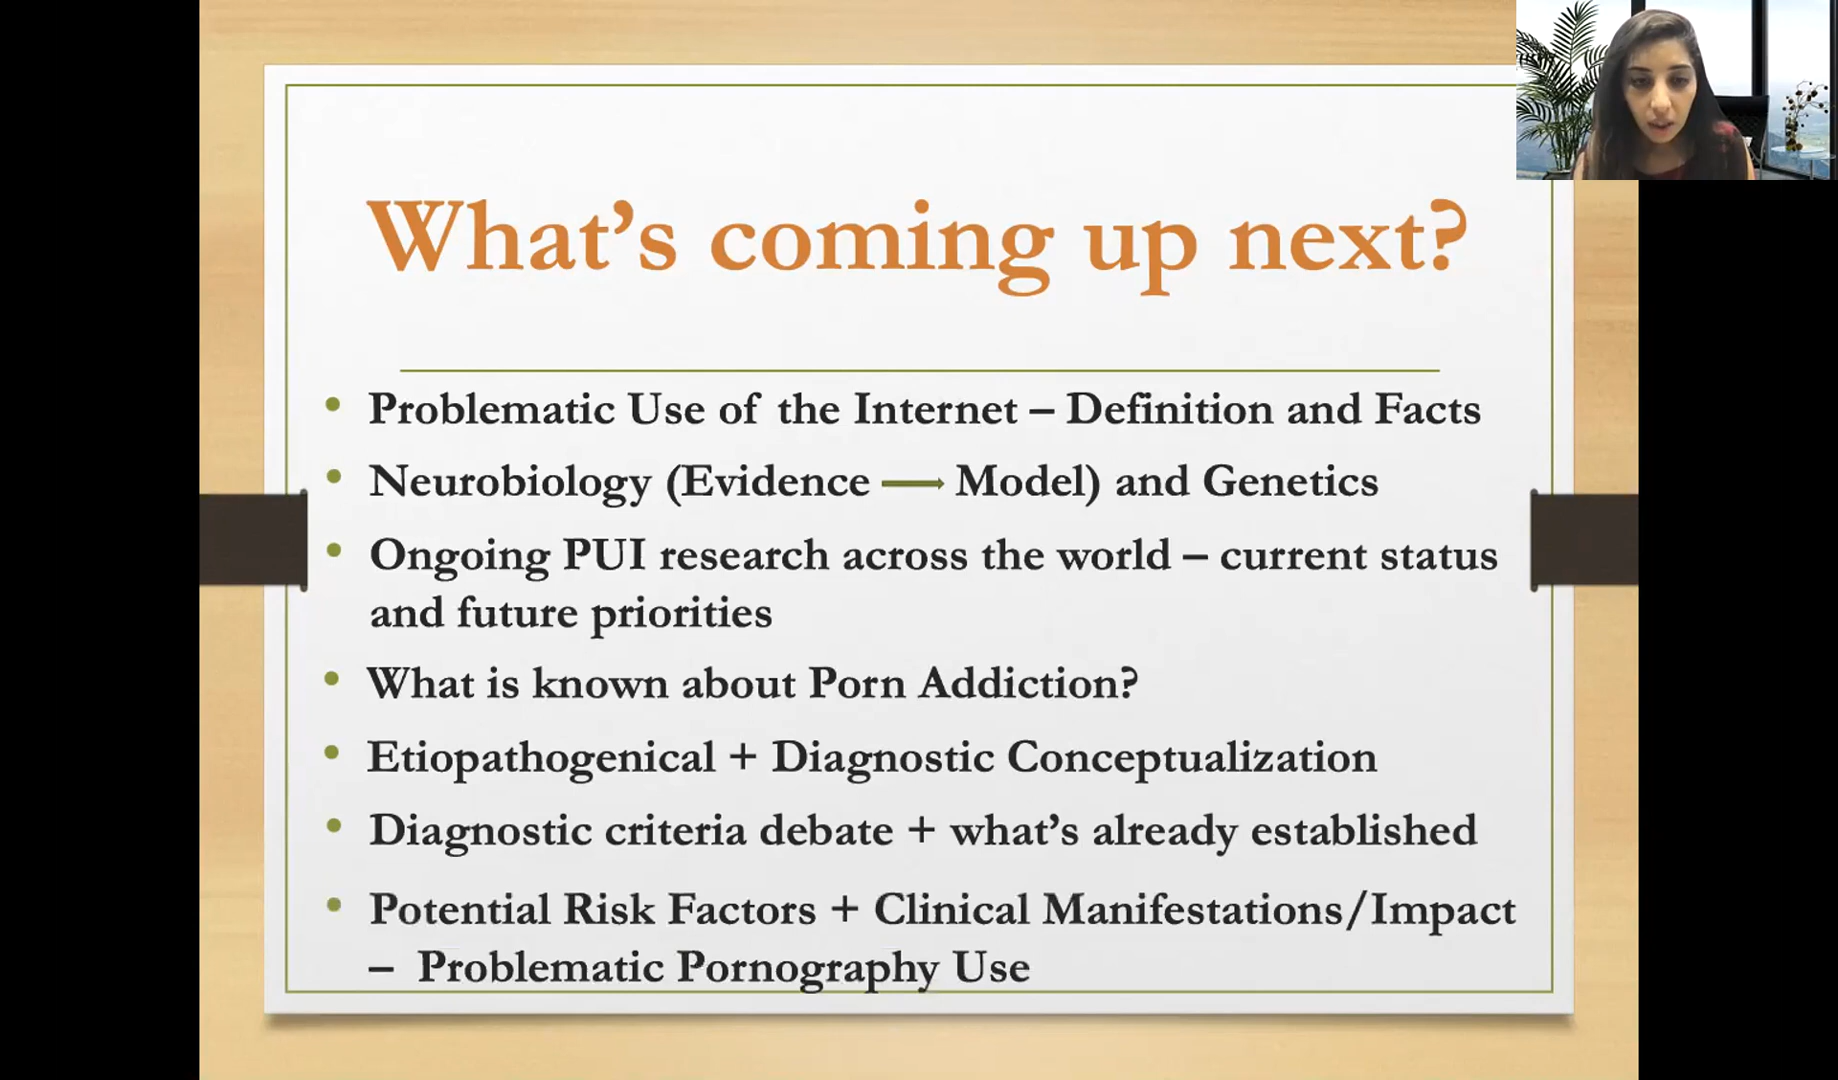 What’s coming up next?
• Problematic Use of the Internet – Definition and Facts
• Neurobiology (Evidence → Model) and Genetics
• Ongoing PUI research across the world – current status
and future priorities
• What is known about Porn Addiction?
• Etiopathogenical + Diagnostic Conceptualization
• Diagnostic criteria debate + what’s already established
• Potential Risk Factors + Clinical Manifestations/Impact
– Problematic Pornography Use